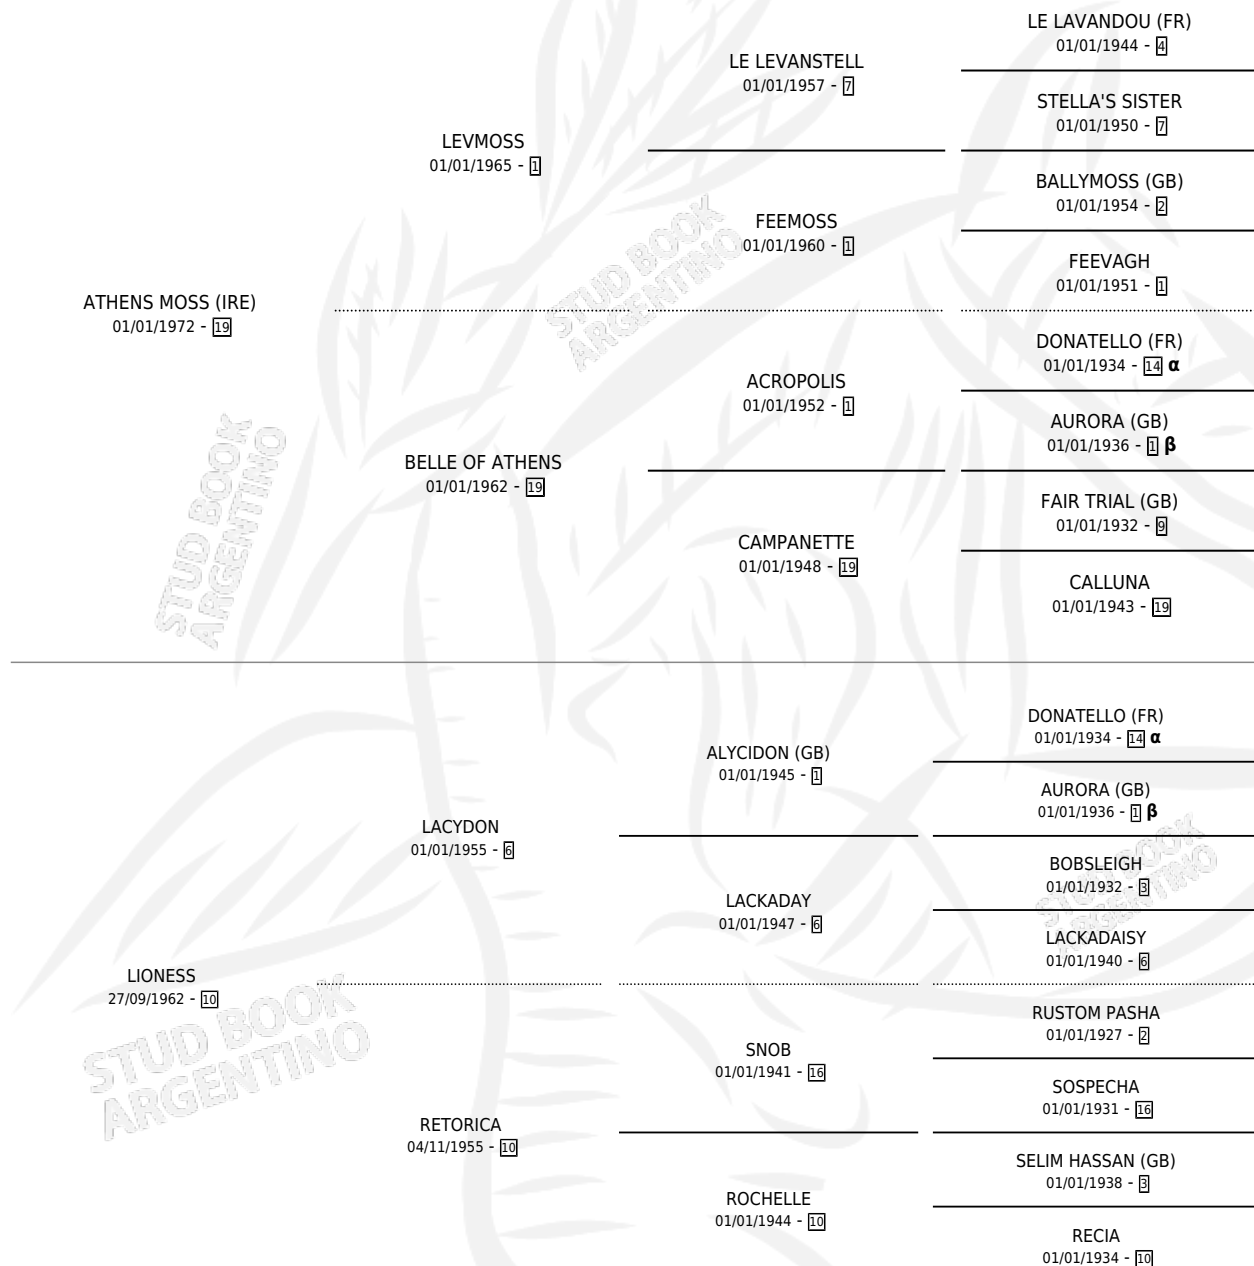 LE LAVANDOU (FR)
01/01/1944 - 4
LE LEVANSTELL
01/01/1957 - 7
STELLA'S SISTER
01/01/1950 - 7
LEVMOSS
01/01/1965 - 1
BALLYMOSS (GB)
01/01/1954 - 2
FEEMOSS
01/01/1960 - 1
FEEVAGH
01/01/1951 - 1
ATHENS MOSS (IRE)
01/01/1972 - 19
DONATELLO (FR)
01/01/1934 - 14 α
ACROPOLIS
01/01/1952 - 1
AURORA (GB)
01/01/1936 - 1 β
BELLE OF ATHENS
01/01/1962 - 19
FAIR TRIAL (GB)
01/01/1932 - 9
CAMPANETTE
01/01/1948 - 19
CALLUNA
01/01/1943 - 19
DONATELLO (FR)
01/01/1934 - 14 α
ALYCIDON (GB)
01/01/1945 - 1
AURORA (GB)
01/01/1936 - 1 β
LACYDON
01/01/1955 - 6
BOBSLEIGH
01/01/1932 - 3
LACKADAY
01/01/1947 - 6
LACKADAISY
01/01/1940 - 6
LIONESS
27/09/1962 - 10
RUSTOM PASHA
01/01/1927 - 2
SNOB
01/01/1941 - 16
SOSPECHA
01/01/1931 - 16
RETORICA
04/11/1955 - 10
SELIM HASSAN (GB)
01/01/1938 - 3
ROCHELLE
01/01/1944 - 10
RECIA
01/01/1934 - 10
STUD BOOK
ARGENTINO
STUD BOOK
ARGENTINO
STUD BOOK
ARGENTINO
STUD BOOK
ARGENTINO